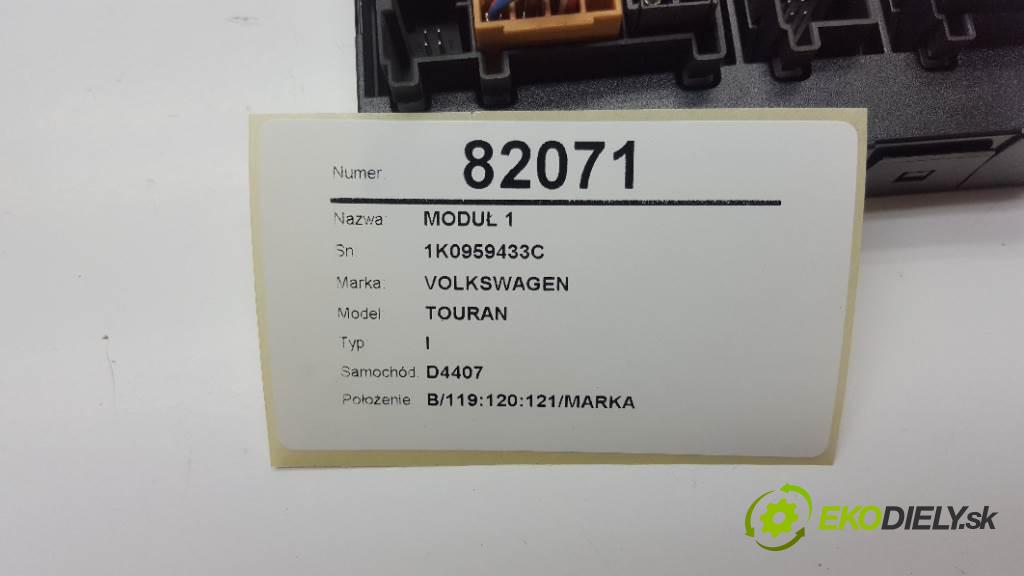 Numer: 82071
Nazwa: MODUŁ 1
Sn: 1K0959433C
Marka: VOLKSWAGEN
Model: TOURAN
Typ: I
Samochód: D4407
Położenie: B/119:120:121/MARKA
EKODIELY.sk